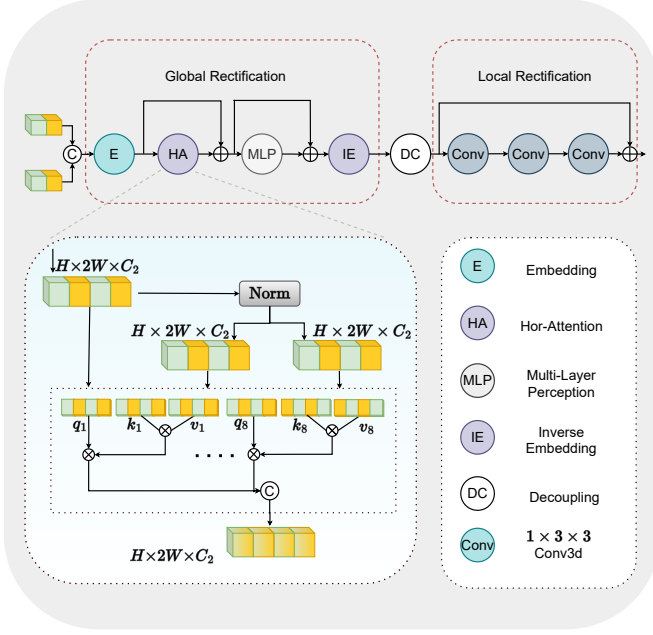 Global Rectification
Local Rectification
C
E
HA
MLP
IE
DC
Conv
Conv
Conv
H×2W×C₂
Norm
H × 2W × C₂
H × 2W × C₂
q₁
k₁
v₁
q₈
k₈
v₈
. . . .
C
H×2W×C₂
E
Embedding
HA
Hor-Attention
MLP
Multi-Layer
Perception
IE
Inverse
Embedding
DC
Decoupling
Conv
1 × 3 × 3
Conv3d